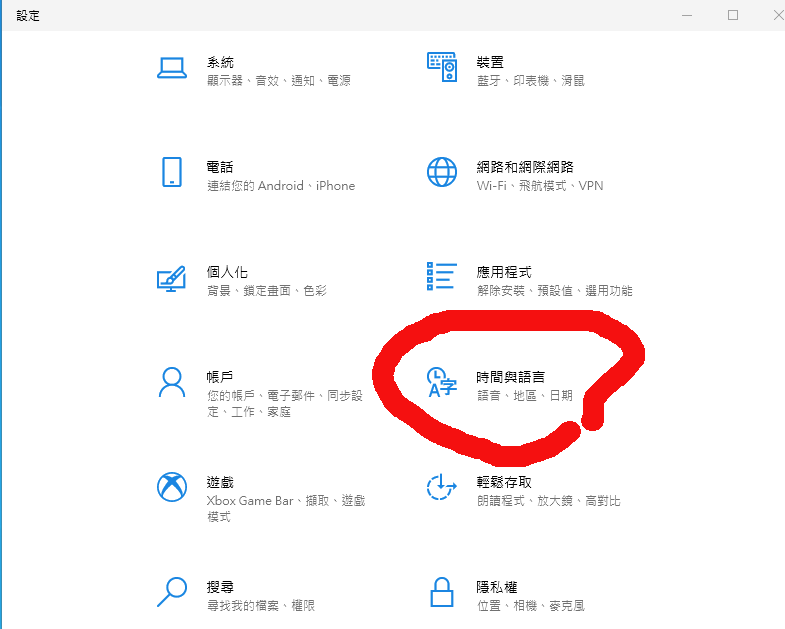 設定
系統
顯示器、音效、通知、電源
裝置
藍牙、印表機、滑鼠
電話
連結您的 Android、iPhone
網路和網際網路
Wi-Fi、飛航模式、VPN
個人化
背景、鎖定畫面、色彩
應用程式
解除安裝、預設值、選用功能
帳戶
您的帳戶、電子郵件、同步設
定、工作、家庭
A字
時間與語言
語音、地區、日期
遊戲
Xbox Game Bar、擷取、遊戲
模式
輕鬆存取
朗讀程式、放大鏡、高對比
搜尋
尋找我的檔案、權限
隱私權
位置、相機、麥克風